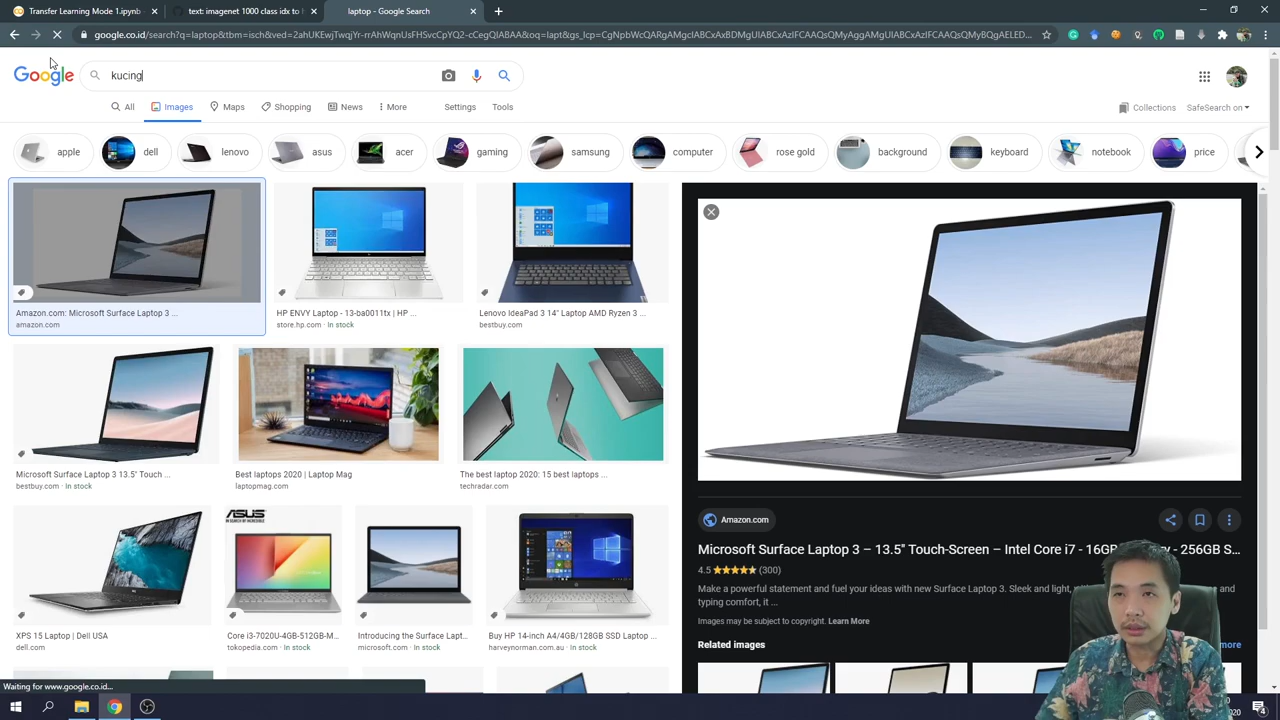 Transfer Learning Mode 1.ipynb
text: imagenet 1000 class idx to hum
laptop - Google Search
google.co.id/search?q=laptop&tbm=isch&ved=2ahUKEwjTwqjYr-rrAhWqnUsFHSvcCPYQ2-cCegQIABAA&oq=laptop&gs_lcp=CgNpbWcQAzIHCAAQsQMQQzIH
Google
kucing
All
Images
Maps
Shopping
News
More
Settings
Tools
Collections
SafeSearch on
apple
dell
lenovo
asus
acer
gaming
samsung
computer
rose gold
background
keyboard
notebook
price
Amazon.com: Microsoft Surface Laptop 3 ...
amazon.com
HP ENVY Laptop - 13-ba0011tx | HP ...
store.hp.com · In stock
Lenovo IdeaPad 3 14" Laptop AMD Ryzen 3 ...
bestbuy.com
Microsoft Surface Laptop 3 13.5" Touch ...
bestbuy.com · In stock
Best laptops 2020 | Laptop Mag
laptopmag.com
The best laptop 2020: 15 best laptops ...
techradar.com
ASUS
IN SEARCH OF INCREDIBLE
XPS 15 Laptop | Dell USA
dell.com
Core i3-7020U-4GB-512GB-M...
tokopedia.com · In stock
Introducing the Surface Lapt...
microsoft.com · In stock
Buy HP 14-inch A4/4GB/128GB SSD Laptop ...
harveynorman.com · In stock
Amazon.com
Microsoft Surface Laptop 3 – 13.5" Touch-Screen – Intel Core i7 - 16GB - 256GB S...
4.5 ★★★★★ (300)
Make a powerful statement and fuel your ideas with new Surface Laptop 3. Sleek and light, and
typing comfort, it ...
Images may be subject to copyright. Learn More
Related images
more
Waiting for www.google.co.id...